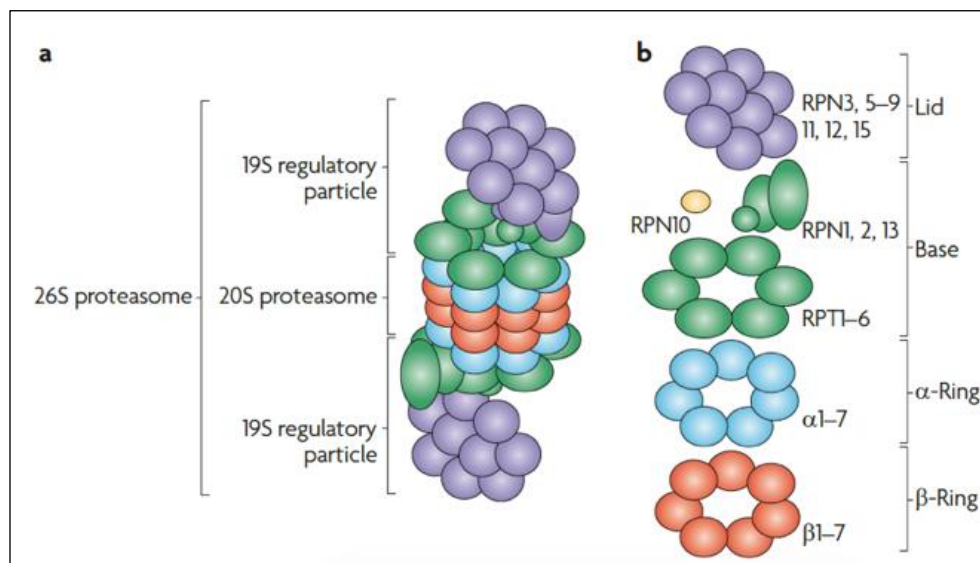 a
19S regulatory
particle
26S proteasome
20S proteasome
19S regulatory
particle
b
RPN3, 5–9
11, 12, 15
Lid
RPN10
RPN1, 2, 13
Base
RPT1–6
α-Ring
α1–7
β-Ring
β1–7